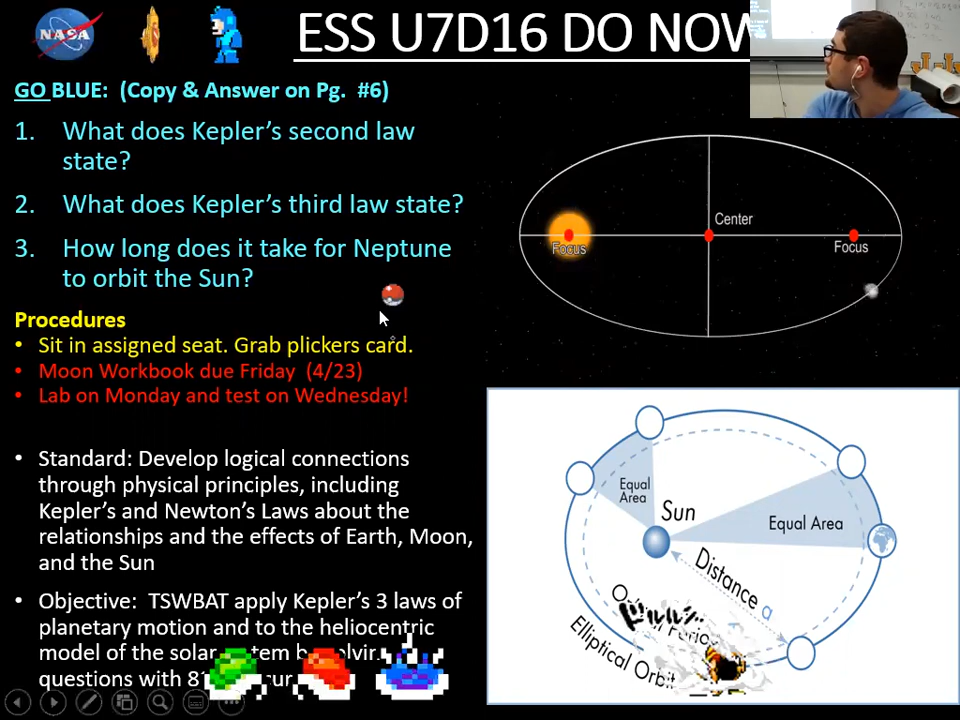 NASA
ESS U7D16 DO NOW
GO BLUE: (Copy & Answer on Pg. #6)
1. What does Kepler's second law
state?
2. What does Kepler's third law state?
3. How long does it take for Neptune
to orbit the Sun?
Procedures
• Sit in assigned seat. Grab plickers card.
• Moon Workbook due Friday (4/23)
• Lab on Monday and test on Wednesday!
• Standard: Develop logical connections
through physical principles, including
Kepler's and Newton's Laws about the
relationships and the effects of Earth, Moon,
and the Sun
• Objective: TSWBAT apply Kepler's 3 laws of
planetary motion and to the heliocentric
model of the solar
questions with
Center
Focus
Focus
Equal
Area
Sun
Equal Area
Distance a
Elliptical Orbit